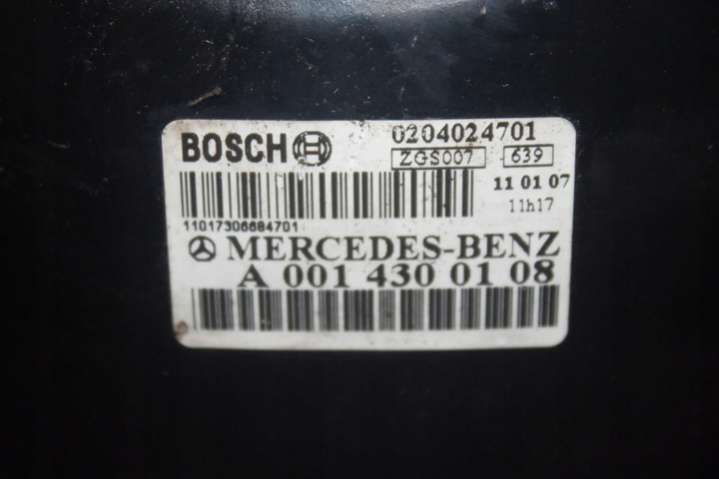 BOSCH 0204024701
ZGS007 639
11 01 07
11h17
11017306684701
MERCEDES-BENZ
A 001 430 01 08